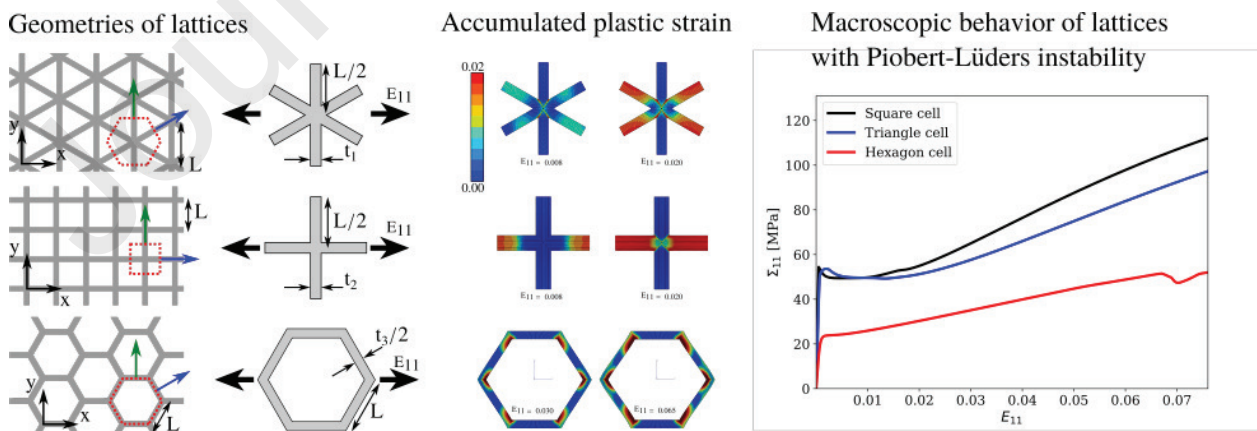 Geometries of lattices
Accumulated plastic strain
Macroscopic behavior of lattices
with Piobert-Lüders instability
y
x
L
L/2
t1
E11
0.02
0.00
E11 = 0.008
E11 = 0.020
y
x
L
L/2
t2
E11
E11 = 0.008
E11 = 0.020
y
x
L
t3/2
L
E11
E11 = 0.030
E11 = 0.065
Square cell
Triangle cell
Hexagon cell
Σ11 [MPa]
120
100
80
60
40
20
0
0.01 0.02 0.03 0.04 0.05 0.06 0.07
E11